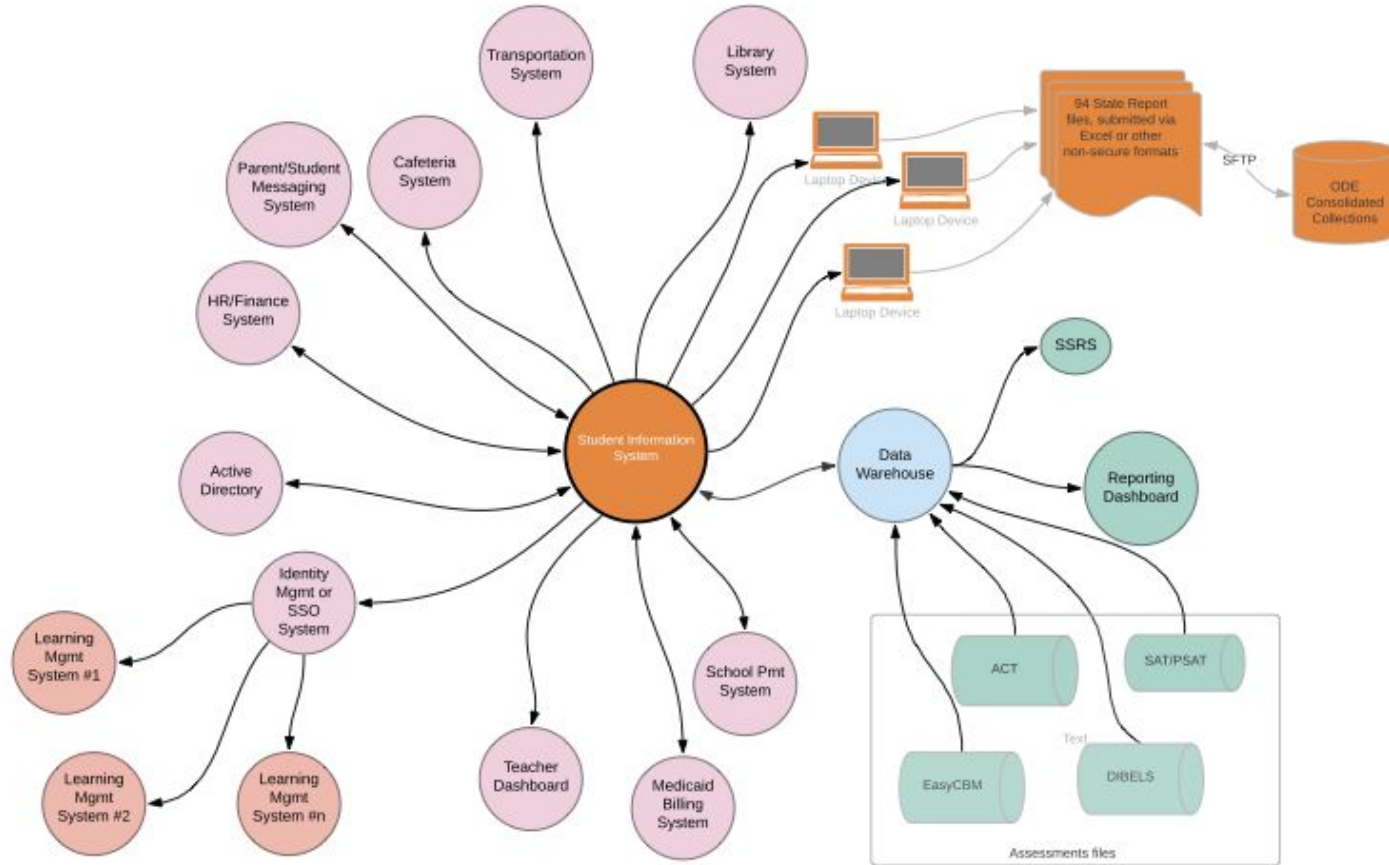 Transportation
System
Library
System
Parent/Student
Messaging
System
Cafeteria
System
94 State Report
files, submitted via
Excel or other
non-secure formats
SFTP
ODE
Consolidated
Collections
Laptop Device
Laptop Device
Laptop Device
HR/Finance
System
SSRS
Student Information
System
Data
Warehouse
Reporting
Dashboard
Active
Directory
Identity
Mgmt or
SSO
System
Learning
Mgmt
System #1
Learning
Mgmt
System #2
Learning
Mgmt
System #n
Teacher
Dashboard
Medicaid
Billing
System
School Pmt
System
ACT
SAT/PSAT
Text
EasyCBM
DIBELS
Assessments files